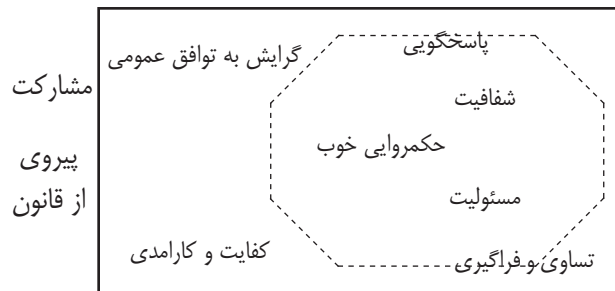 پاسخگویی
گرایش به توافق عمومی
شفافیت
مشارکت
حکمروایی خوب
پیروی
از قانون
مسئولیت
تساوی و فراگیری
کفایت و کارامدی